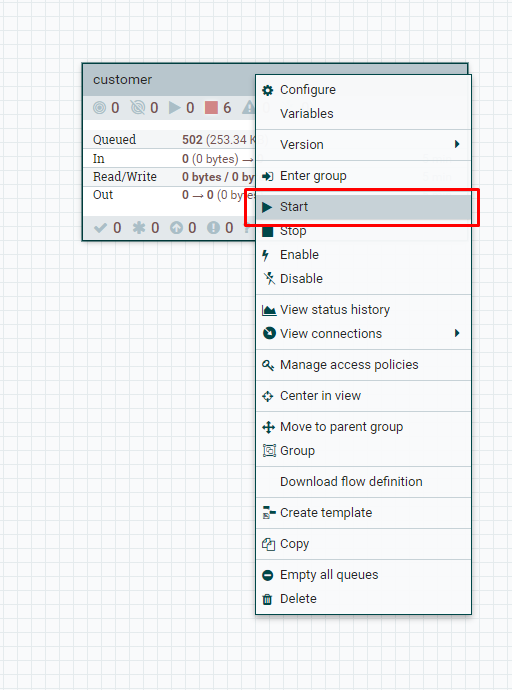 customer
0 0 0 6
Queued 502 (253.34 K
In 0 (0 bytes) →
Read/Write 0 bytes / 0 b
Out 0 → 0 (0 byte
0 0 0 0
Configure
Variables
Version
Enter group
Start
Stop
Enable
Disable
View status history
View connections
Manage access policies
Center in view
Move to parent group
Group
Download flow definition
Create template
Copy
Empty all queues
Delete